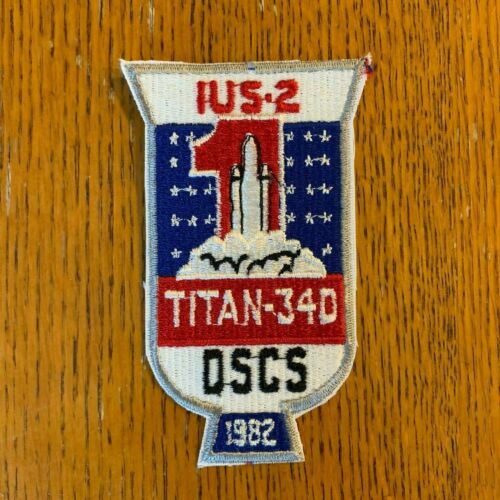 IUS-2
1
TITAN-34D
DSCS
1982